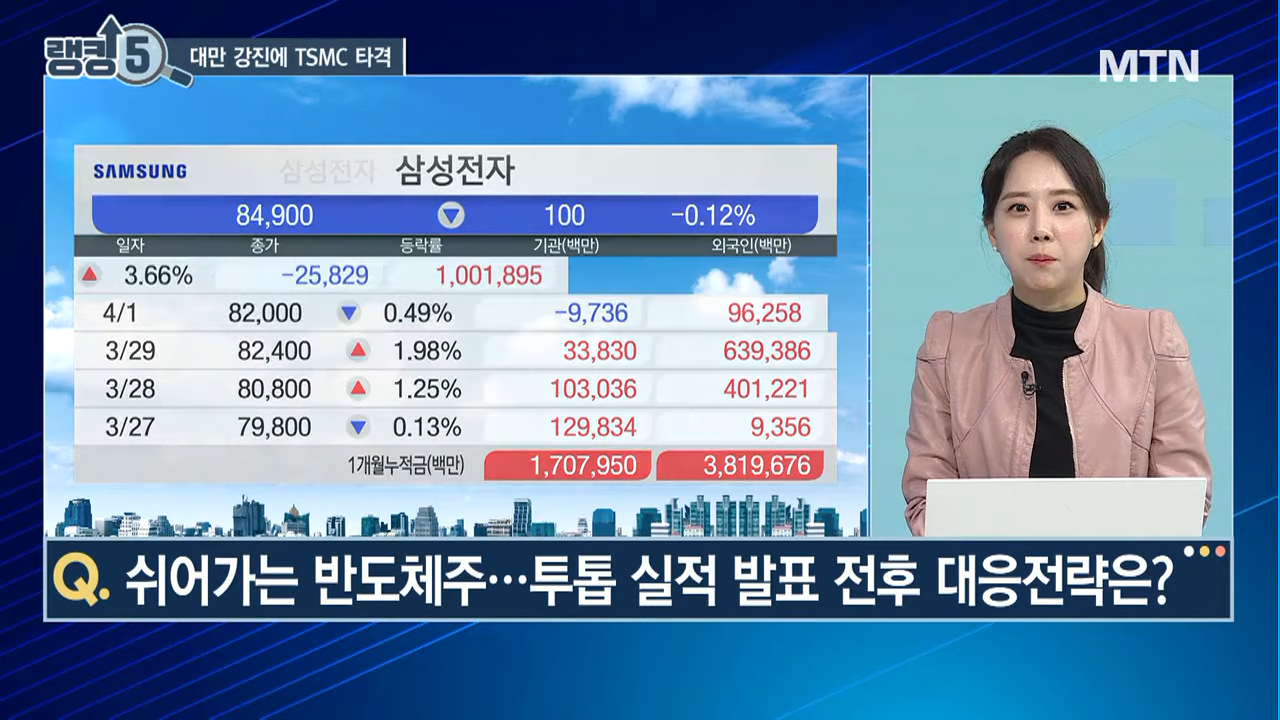 랭킹5
대만 강진에 TSMC 타격
MTN
SAMSUNG 삼성전자 삼성전자
84,900 ▼ 100 -0.12%
일자 종가 등락률 기관(백만) 외국인(백만)
▲ 3.66% -25,829 1,001,895
4/1 82,000 ▼ 0.49% -9,736 96,258
3/29 82,400 ▲ 1.98% 33,830 639,386
3/28 80,800 ▲ 1.25% 103,036 401,221
3/27 79,800 ▼ 0.13% 129,834 9,356
1개월누적금(백만) 1,707,950 3,819,676
Q. 쉬어가는 반도체주…투톱 실적 발표 전후 대응전략은?